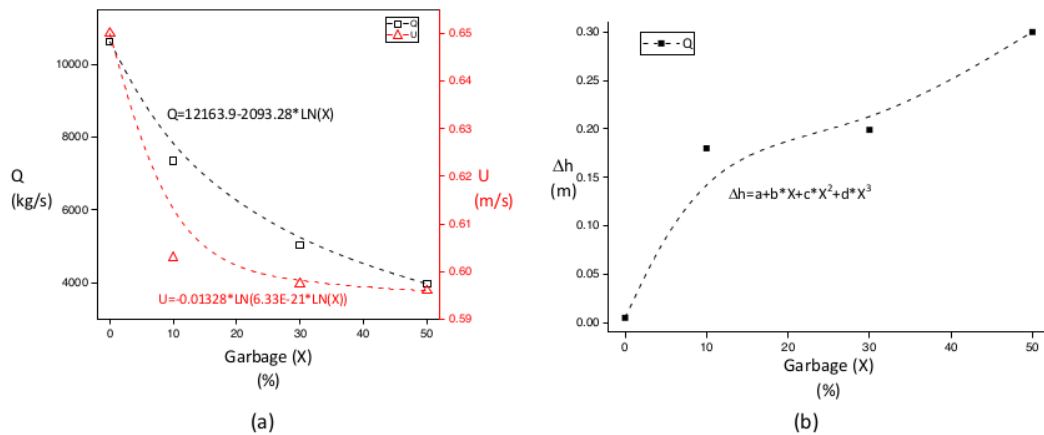 Q
U
10000
8000
6000
4000
Q
(kg/s)
0.65
0.64
0.63
0.62
0.61
0.60
0.59
U
(m/s)
Q=12163.9-2093.28*LN(X)
U=-0.01328*LN(6.33E-21*LN(X))
0 10 20 30 40 50
Garbage (X)
(%)
(a)
Q
0.30
0.25
0.20
0.15
0.10
0.05
0.00
Δh
(m)
Δh=a+b*X+c*X²+d*X³
0 10 20 30 40 50
Garbage (X)
(%)
(b)